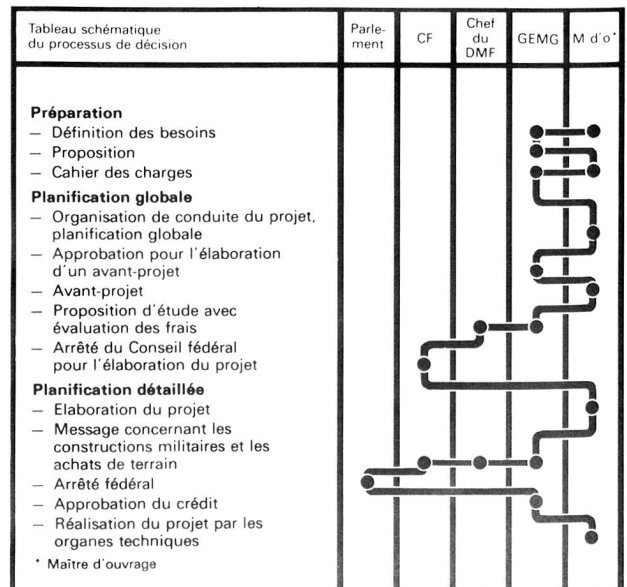 Tableau schématique
du processus de décision
Parle-
ment
CF
Chef
du
DMF
GEMG
M d'o*
Préparation
— Définition des besoins
— Proposition
— Cahier des charges
Planification globale
— Organisation de conduite du projet,
planification globale
— Approbation pour l'élaboration
d'un avant-projet
— Avant-projet
— Proposition d'étude avec
évaluation des frais
— Arrêté du Conseil fédéral
pour l'élaboration du projet
Planification détaillée
— Elaboration du projet
— Message concernant les
constructions militaires et les
achats de terrain
— Arrêté fédéral
— Approbation du crédit
— Réalisation du projet par les
organes techniques
* Maître d'ouvrage